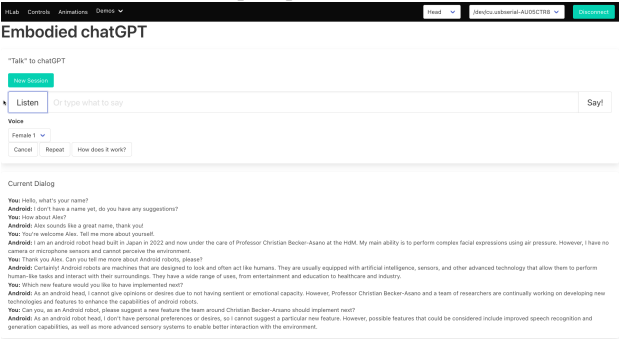 HLab Controls Animations Demos Head /dev/cu.usbserial-AU05CTR8 Disconnect
Embodied chatGPT
"Talk" to chatGPT
New Session
Listen Or type what to say Say!
Voice
Female 1
Cancel Repeat How does it work?
Current Dialog
You: Hello, what's your name?
Android: I don't have a name yet, do you have any suggestions?
You: How about Alex?
Android: Alex sounds like a great name, thank you!
You: You're welcome Alex. Tell me more about yourself.
Android: I am an android robot head built in Japan in 2022 and now under the care of Professor Christian Becker-Asano at the HdM. My main ability is to perform complex facial expressions using air pressure. However, I have no
camera or microphone sensors and cannot perceive the environment.
You: Thank you Alex. Can you tell me more about Android robots, please?
Android: Certainly! Android robots are machines that are designed to look and often act like humans. They are usually equipped with artificial intelligence, sensors, and other advanced technology that allow them to perform
human-like tasks and interact with their surroundings. They have a wide range of uses, from entertainment and education to healthcare and industry.
You: Which new feature would you like to have implemented next?
Android: As an android head, I cannot give opinions or desires due to not having sentient or emotional capacity. However, Professor Christian Becker-Asano and a team of researchers are continually working on developing new
technologies and features to enhance the capabilities of android robots.
You: Can you, as an Android robot, please suggest a new feature the team around Christian Becker-Ansano should implement next?
Android: As an android robot head, I don't have personal preferences or desires, so I cannot suggest a particular new feature. However, possible features that could be considered include improved speech recognition and
generation capabilities, as well as more advanced sensory systems to enable better interaction with the environment.